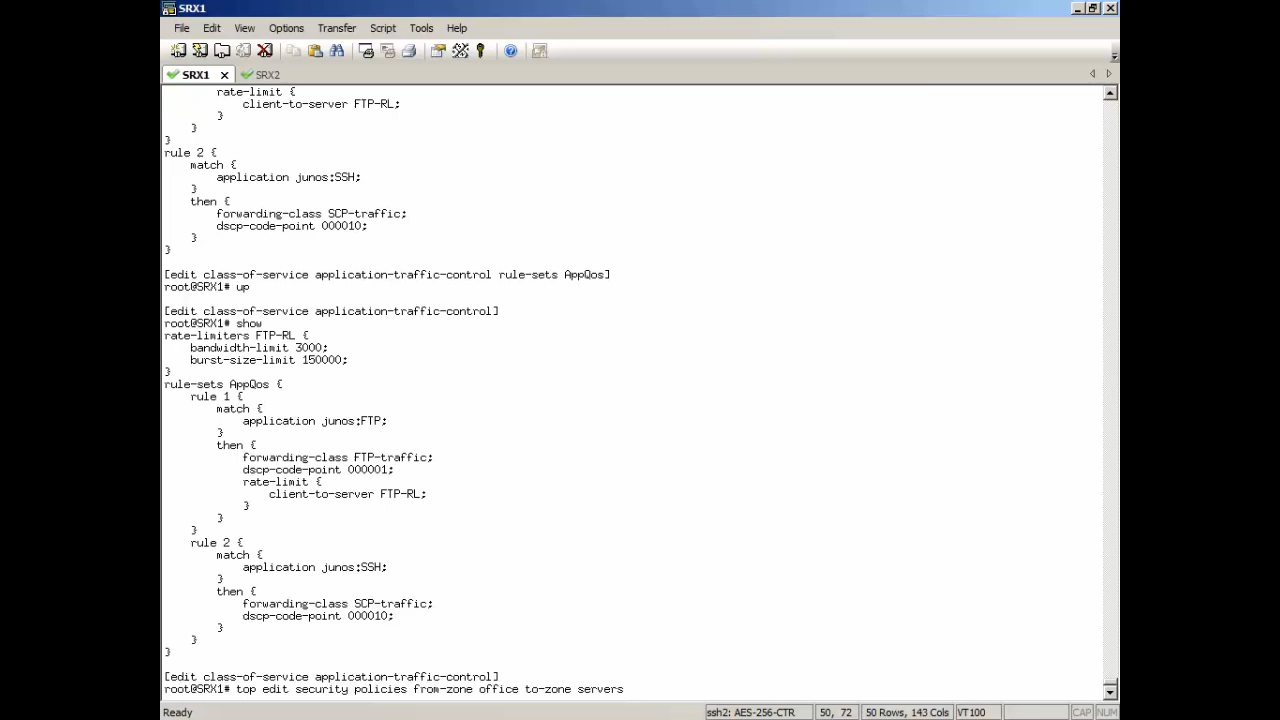 SRX1
File Edit View Options Transfer Script Tools Help
SRX1 SRX2
rate-limit {
client-to-server FTP-RL;
}
}
}
rule 2 {
match {
application junos:SSH;
}
then {
forwarding-class SCP-traffic;
dscp-code-point 000010;
}
}
[edit class-of-service application-traffic-control rule-sets AppQos]
root@SRX1# up
[edit class-of-service application-traffic-control]
root@SRX1# show
rate-limiters FTP-RL {
bandwidth-limit 3000;
burst-size-limit 150000;
}
rule-sets AppQos {
rule 1 {
match {
application junos:FTP;
}
then {
forwarding-class FTP-traffic;
dscp-code-point 000001;
rate-limit {
client-to-server FTP-RL;
}
}
}
rule 2 {
match {
application junos:SSH;
}
then {
forwarding-class SCP-traffic;
dscp-code-point 000010;
}
}
}
[edit class-of-service application-traffic-control]
root@SRX1# top edit security policies from-zone office to-zone servers
Ready ssh2: AES-256-CTR 50, 72 50 Rows, 143 Cols VT100 CAP NUM